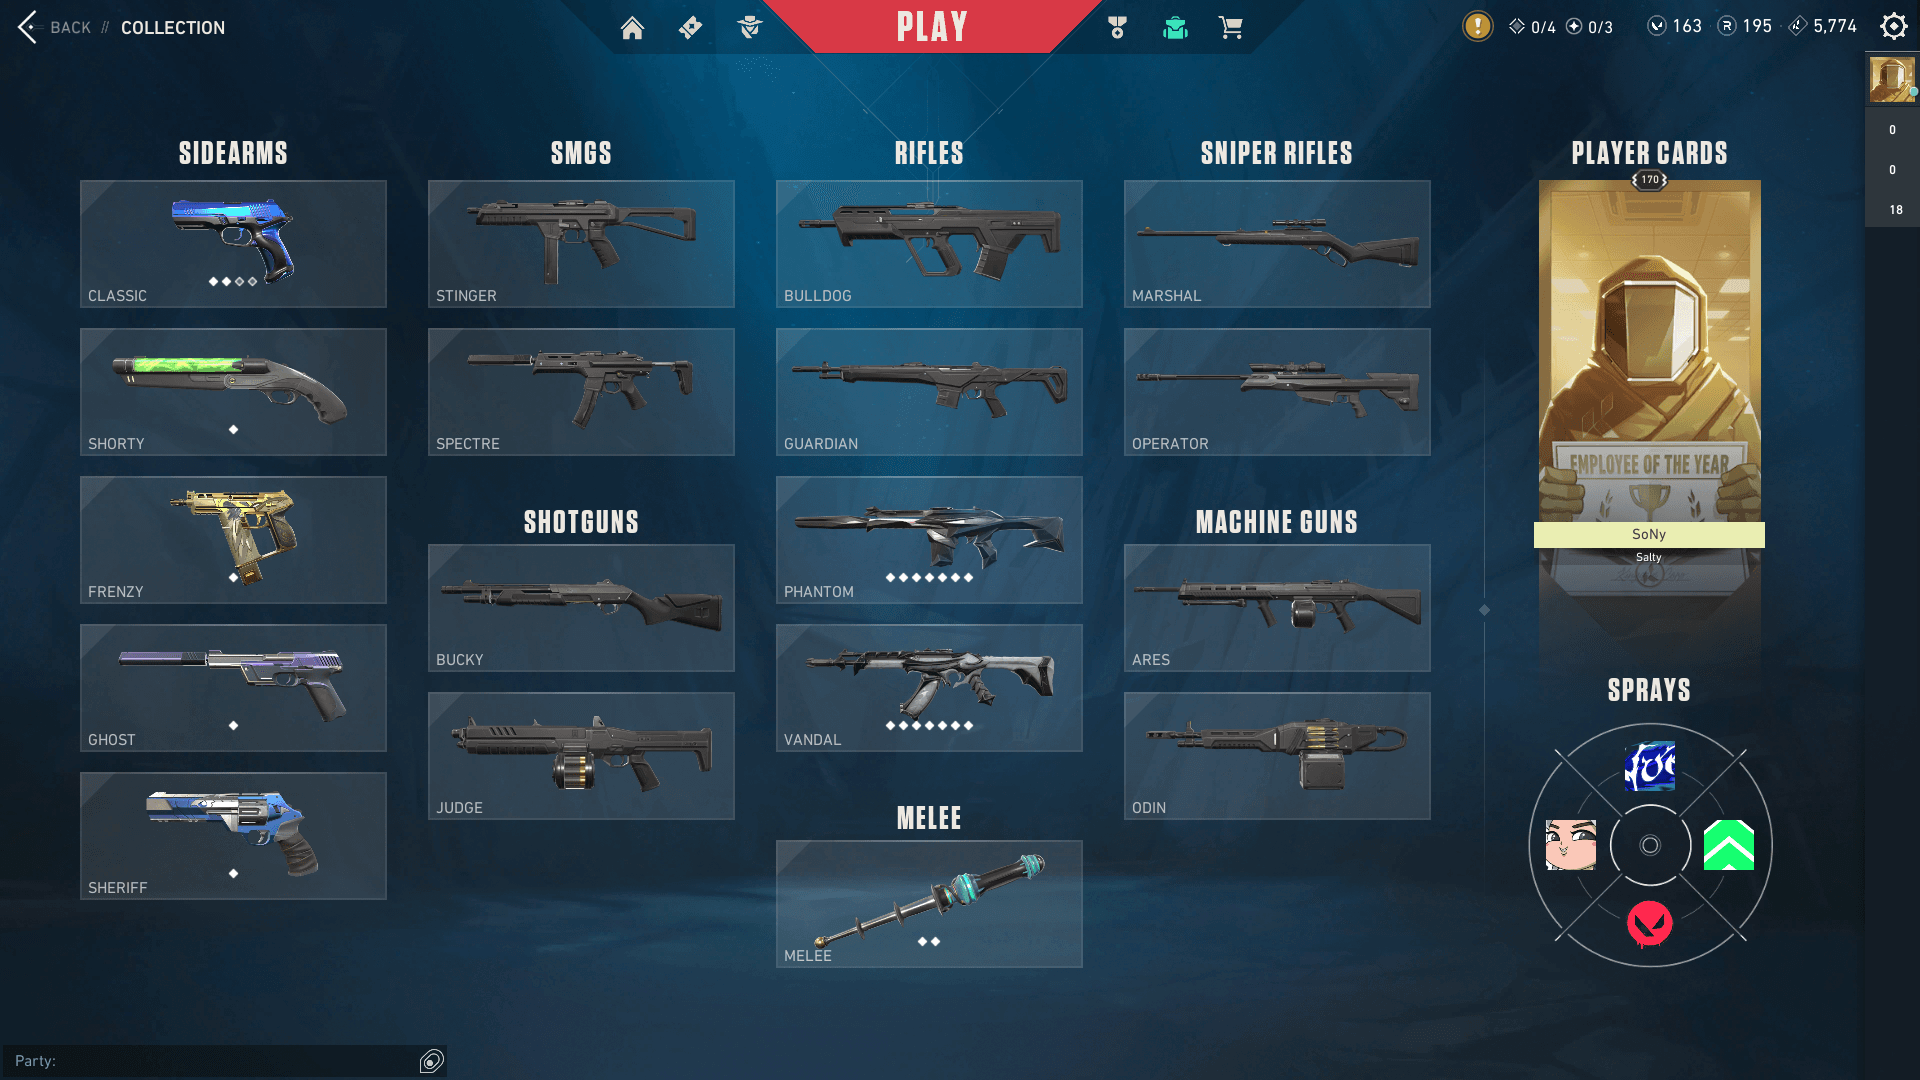 BACK // COLLECTION
PLAY
0/4 0/3 163 195 5,774
SIDEARMS
CLASSIC
SHORTY
FRENZY
GHOST
SHERIFF
SMGS
STINGER
SPECTRE
SHOTGUNS
BUCKY
JUDGE
RIFLES
BULLDOG
GUARDIAN
PHANTOM
VANDAL
MELEE
MELEE
SNIPER RIFLES
MARSHAL
OPERATOR
MACHINE GUNS
ARES
ODIN
PLAYER CARDS
170
EMPLOYEE OF THE YEAR
SoNy
Salty
SPRAYS
0
0
18
Party: